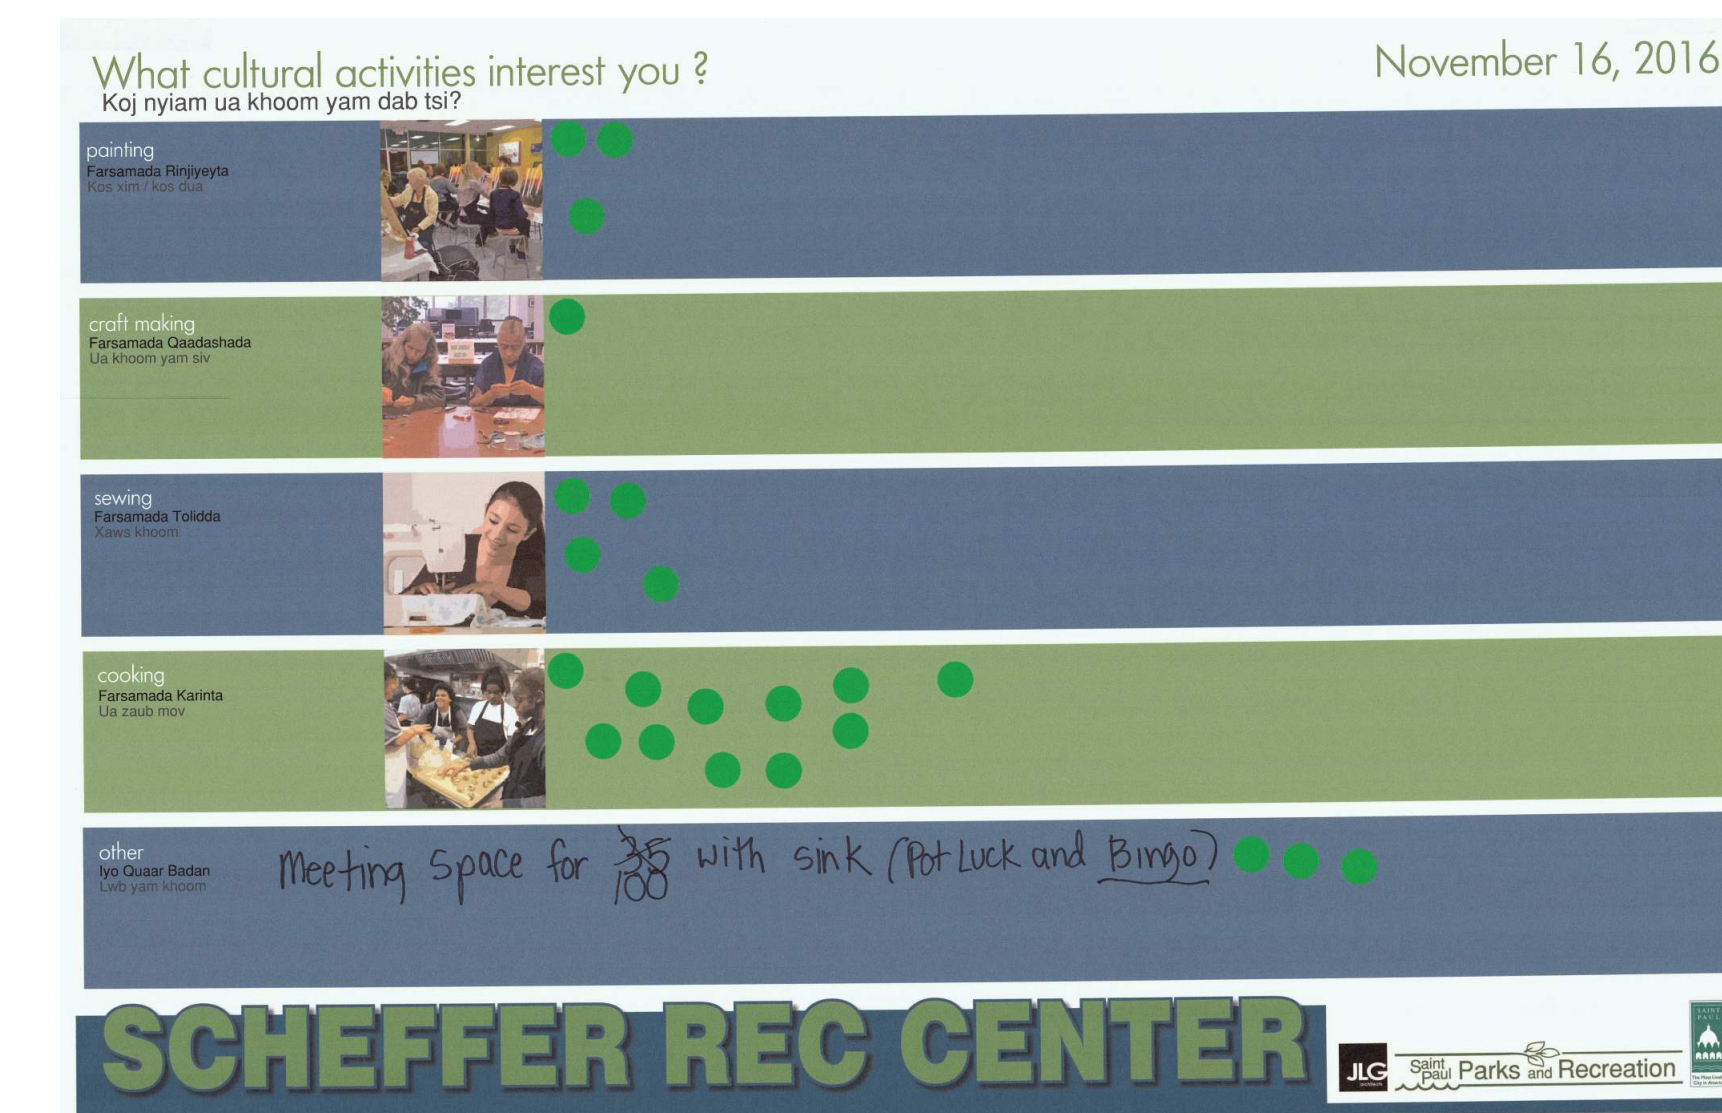 What cultural activities interest you ?
November 16, 2016
Koj nyiam ua khoom yam dab tsi?
painting
Farsamada Rinjiyeyta
Kos xim / kos dua
craft making
Farsamada Qaadashada
Ua khoom yam siv
sewing
Farsamada Tolidda
Xaws khoom
cooking
Farsamada Karinta
Ua zaub mov
other
Iyo Quaar Badan
Lwb yam khoom
Meeting Space for 35 with sink (Pot Luck and Bingo)
100
SCHEFFER REC CENTER
JLG
Saint Paul Parks and Recreation
SAINT PAUL